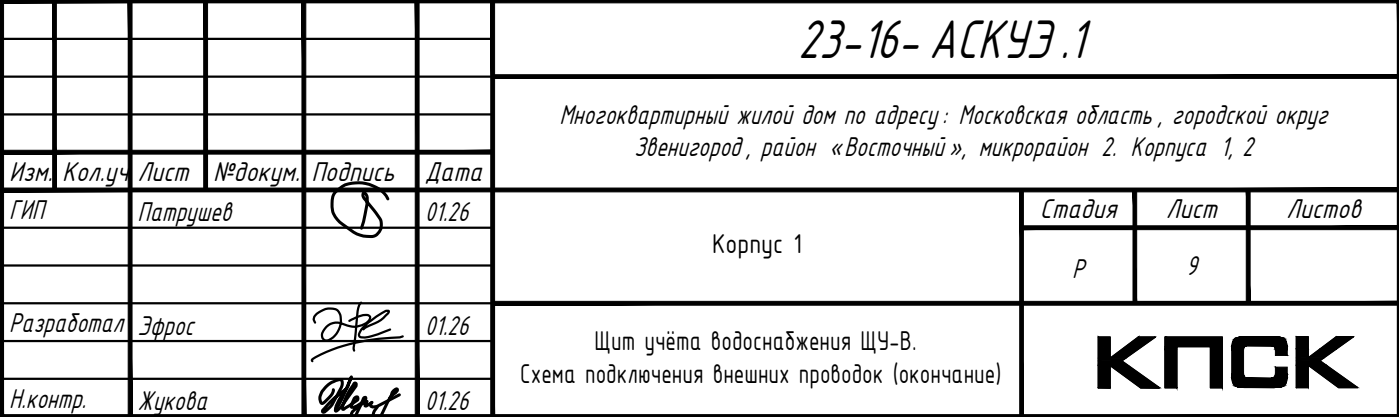 23-16- АСКУЭ.1
Многоквартирный жилой дом по адресу: Московская область, городской округ
Звенигород, район «Восточный», микрорайон 2. Корпуса 1, 2
Изм. Кол.уч Лист №докум. Подпись Дата
ГИП Патрушев 01.26
Корпус 1
Стадия Лист Листов
Р 9
Разработал Эфрос 01.26
Щит учёта водоснабжения ЩУ-В.
Схема подключения внешних проводок (окончание)
КПСК
Н.контр. Жукова 01.26